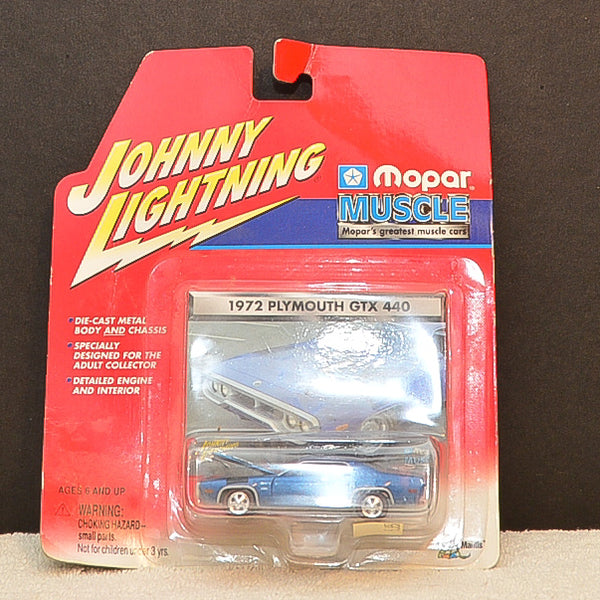 JOHNNY
LIGHTNING
Mopar
MUSCLE
Mopar's greatest muscle cars
1972 PLYMOUTH GTX 440
DIE-CAST METAL
BODY AND CHASSIS
SPECIALLY
DESIGNED FOR THE
ADULT COLLECTOR
DETAILED ENGINE
AND INTERIOR
AGES 6 AND UP
WARNING:
CHOKING HAZARD–
small parts.
Not for children under 3 yrs.